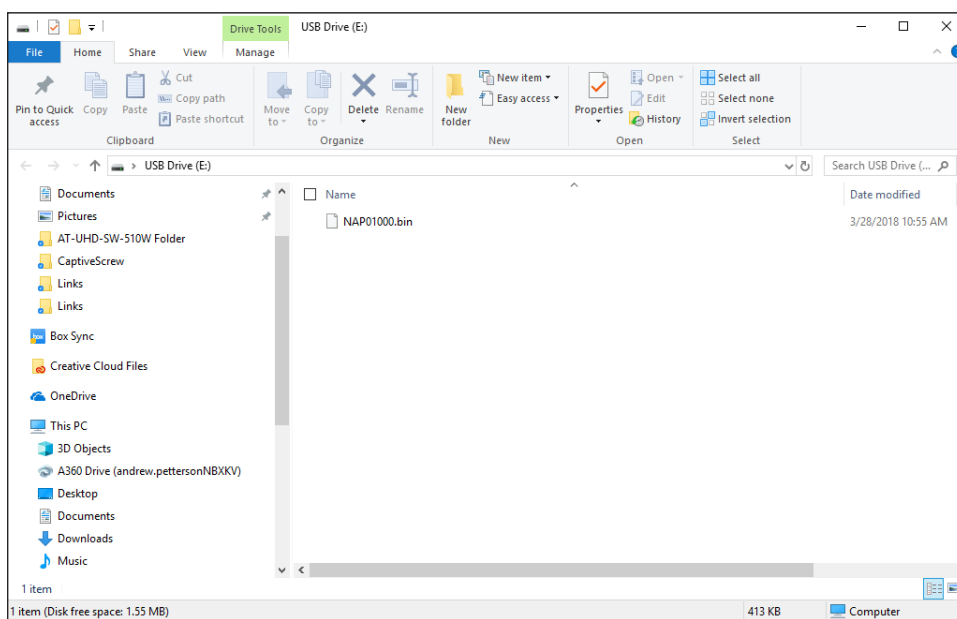 Drive Tools USB Drive (E:)
File Home Share View Manage
Pin to Quick access
Copy
Paste
Cut
Copy path
Paste shortcut
Clipboard
Move to
Copy to
Delete
Rename
Organize
New folder
New item
Easy access
New
Properties
Open
Edit
History
Open
Select all
Select none
Invert selection
Select
USB Drive (E:)
Search USB Drive (...
Documents
Pictures
AT-UHD-SW-510W Folder
CaptiveScrew
Links
Links
box
Box Sync
Creative Cloud Files
OneDrive
This PC
3D Objects
A360 Drive (andrew.pettersonNBXKV)
Desktop
Documents
Downloads
Music
Name Date modified
NAP01000.bin 3/28/2018 10:55 AM
1 item
1 item (Disk free space: 1.55 MB) 413 KB Computer